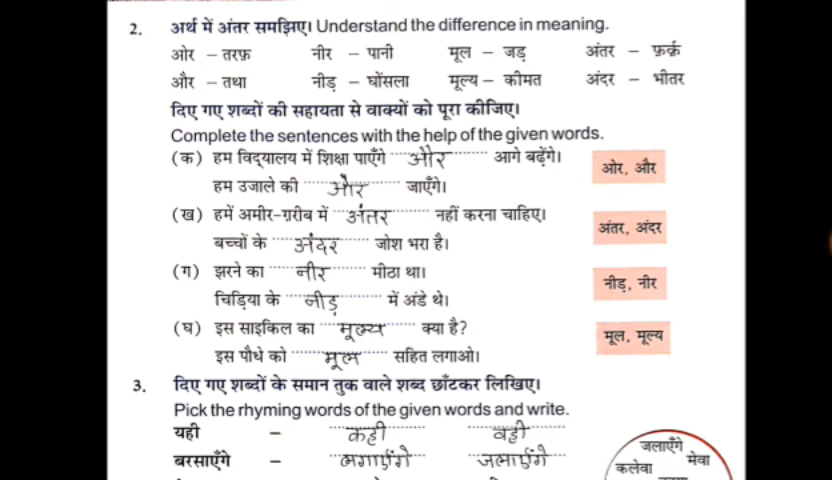 2. अर्थ में अंतर समझिए। Understand the difference in meaning.
ओर – तरफ़ नीर – पानी मूल – जड़ अंतर – फ़र्क़
और – तथा नीड़ – घोंसला मूल्य – कीमत अंदर – भीतर
दिए गए शब्दों की सहायता से वाक्यों को पूरा कीजिए।
Complete the sentences with the help of the given words.
(क) हम विद्यालय में शिक्षा पाएँगे और आगे बढ़ेंगे। ओर, और
हम उजाले की ओर जाएँगे।
(ख) हमें अमीर-ग़रीब में अंतर नहीं करना चाहिए। अंतर, अंदर
बच्चों के अंदर जोश भरा है।
(ग) झरने का नीर मीठा था। नीड़, नीर
चिड़िया के नीड़ में अंडे थे।
(घ) इस साइकिल का मूल्य क्या है? मूल, मूल्य
इस पौधे को मूल सहित लगाओ।
3. दिए गए शब्दों के समान तुक वाले शब्द छाँटकर लिखिए।
Pick the rhyming words of the given words and write.
यही – कही वही
बरसाएँगे – लगाएँगे जलाएँगे
जलाएँगे
कलेवा मेवा